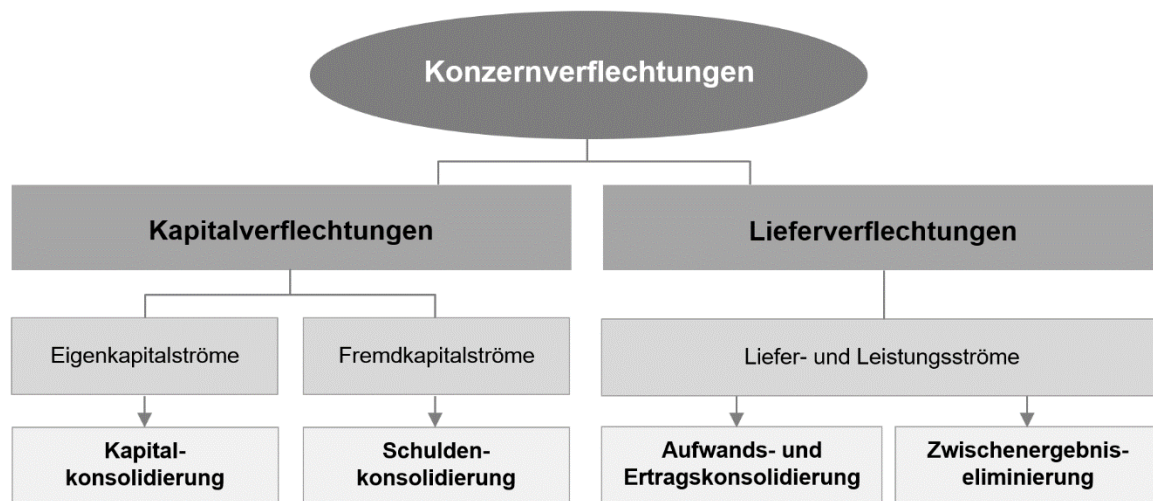 Konzernverflechtungen
Kapitalverflechtungen
Lieferverflechtungen
Eigenkapitalströme
Fremdkapitalströme
Liefer- und Leistungsströme
Kapital-
konsolidierung
Schulden-
konsolidierung
Aufwands- und
Ertragskonsolidierung
Zwischenergebnis-
eliminierung